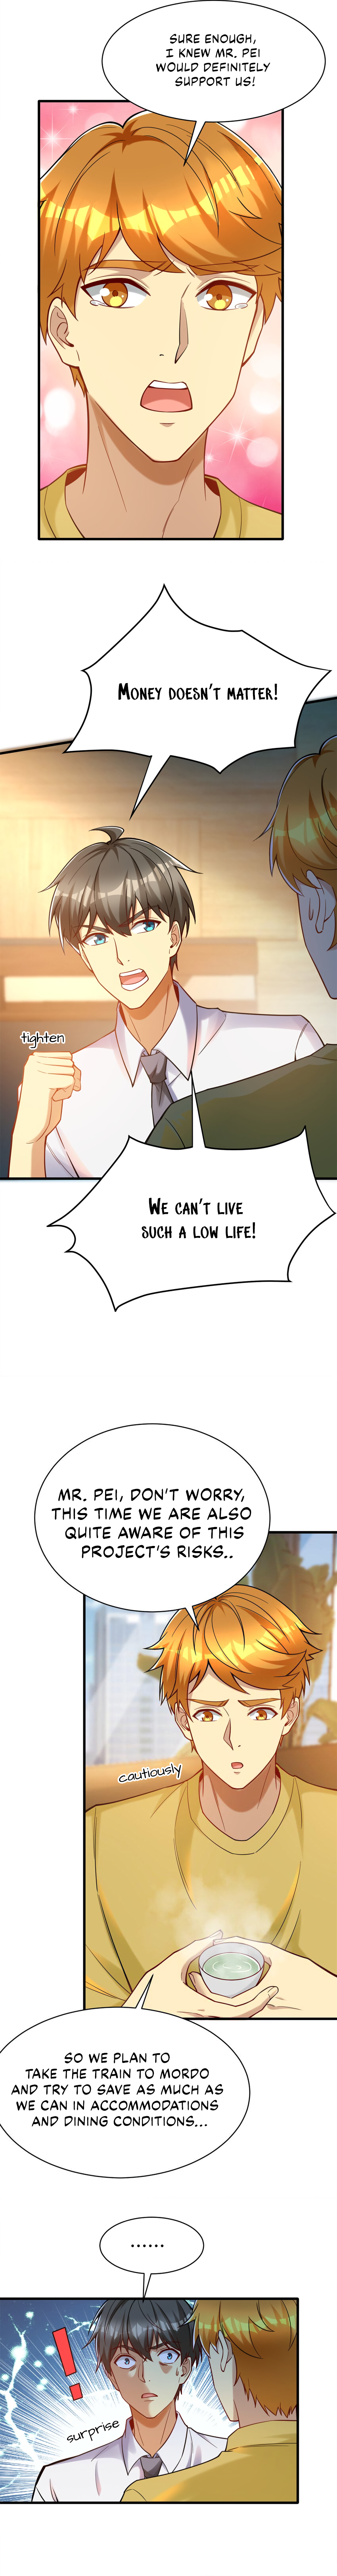 SURE ENOUGH,
I KNEW MR. PEI
WOULD DEFINITELY
SUPPORT US!
MONEY DOESN'T MATTER!
tighten
WE CAN'T LIVE
SUCH A LOW LIFE!
MR. PEI, DON'T WORRY,
THIS TIME WE ARE ALSO
QUITE AWARE OF THIS
PROJECT'S RISKS..
cautiously
SO WE PLAN TO
TAKE THE TRAIN TO MORDO
AND TRY TO SAVE AS MUCH AS
WE CAN IN ACCOMMODATIONS
AND DINING CONDITIONS...
......
!
surprise